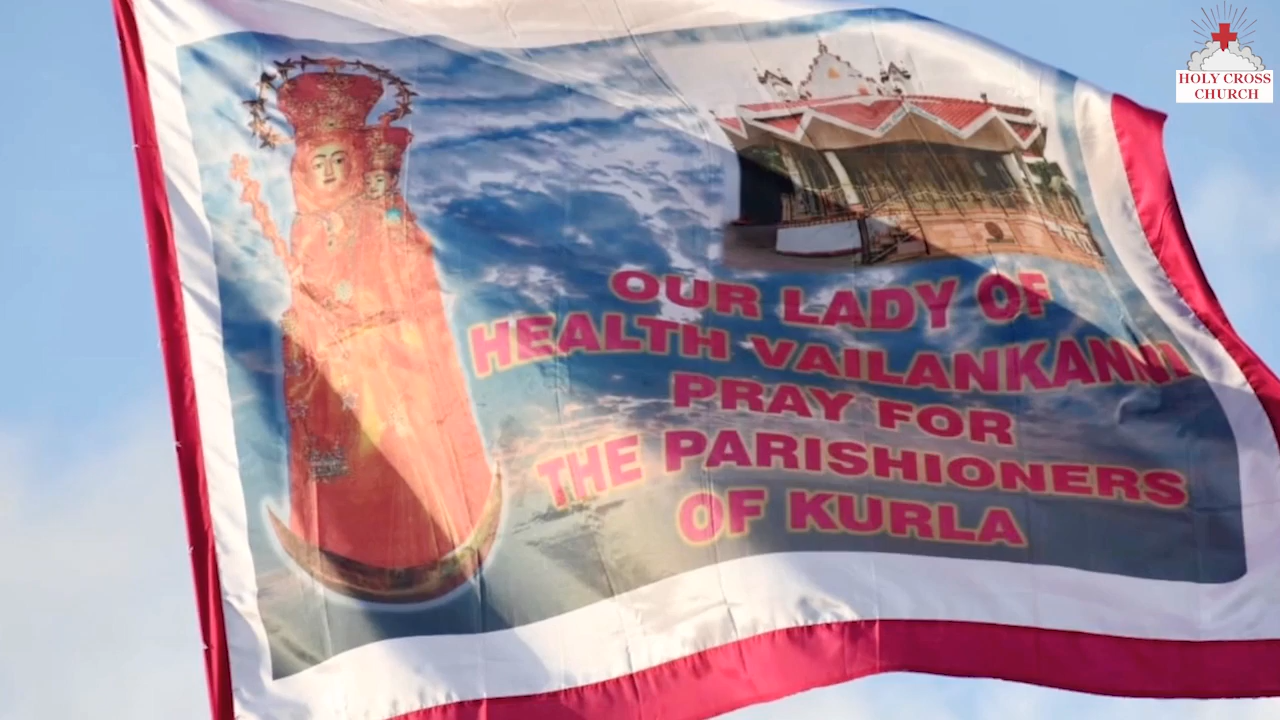 HOLY CROSS
CHURCH
OUR LADY OF
HEALTH VAILANKANNI
PRAY FOR
THE PARISHIONERS
OF KURLA